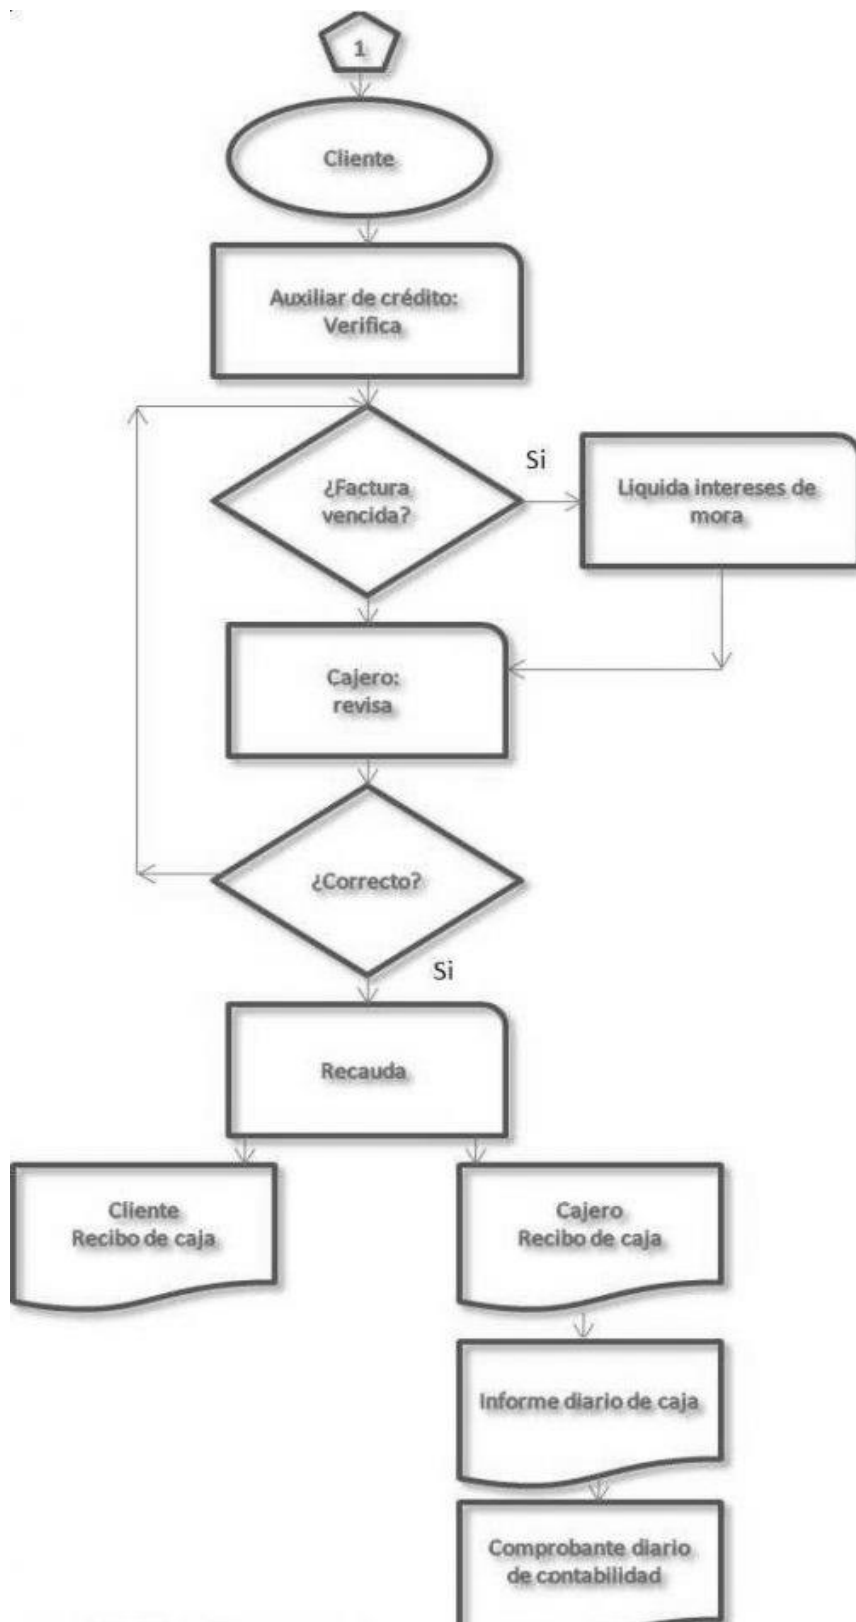 1
Cliente
Auxiliar de crédito:
Verifica
¿Factura
vencida?
Si
Liquida intereses de
mora
Cajero:
revisa
¿Correcto?
Si
Recauda
Cliente
Recibo de caja
Cajero
Recibo de caja
Informe diario de caja
Comprobante diario
de contabilidad